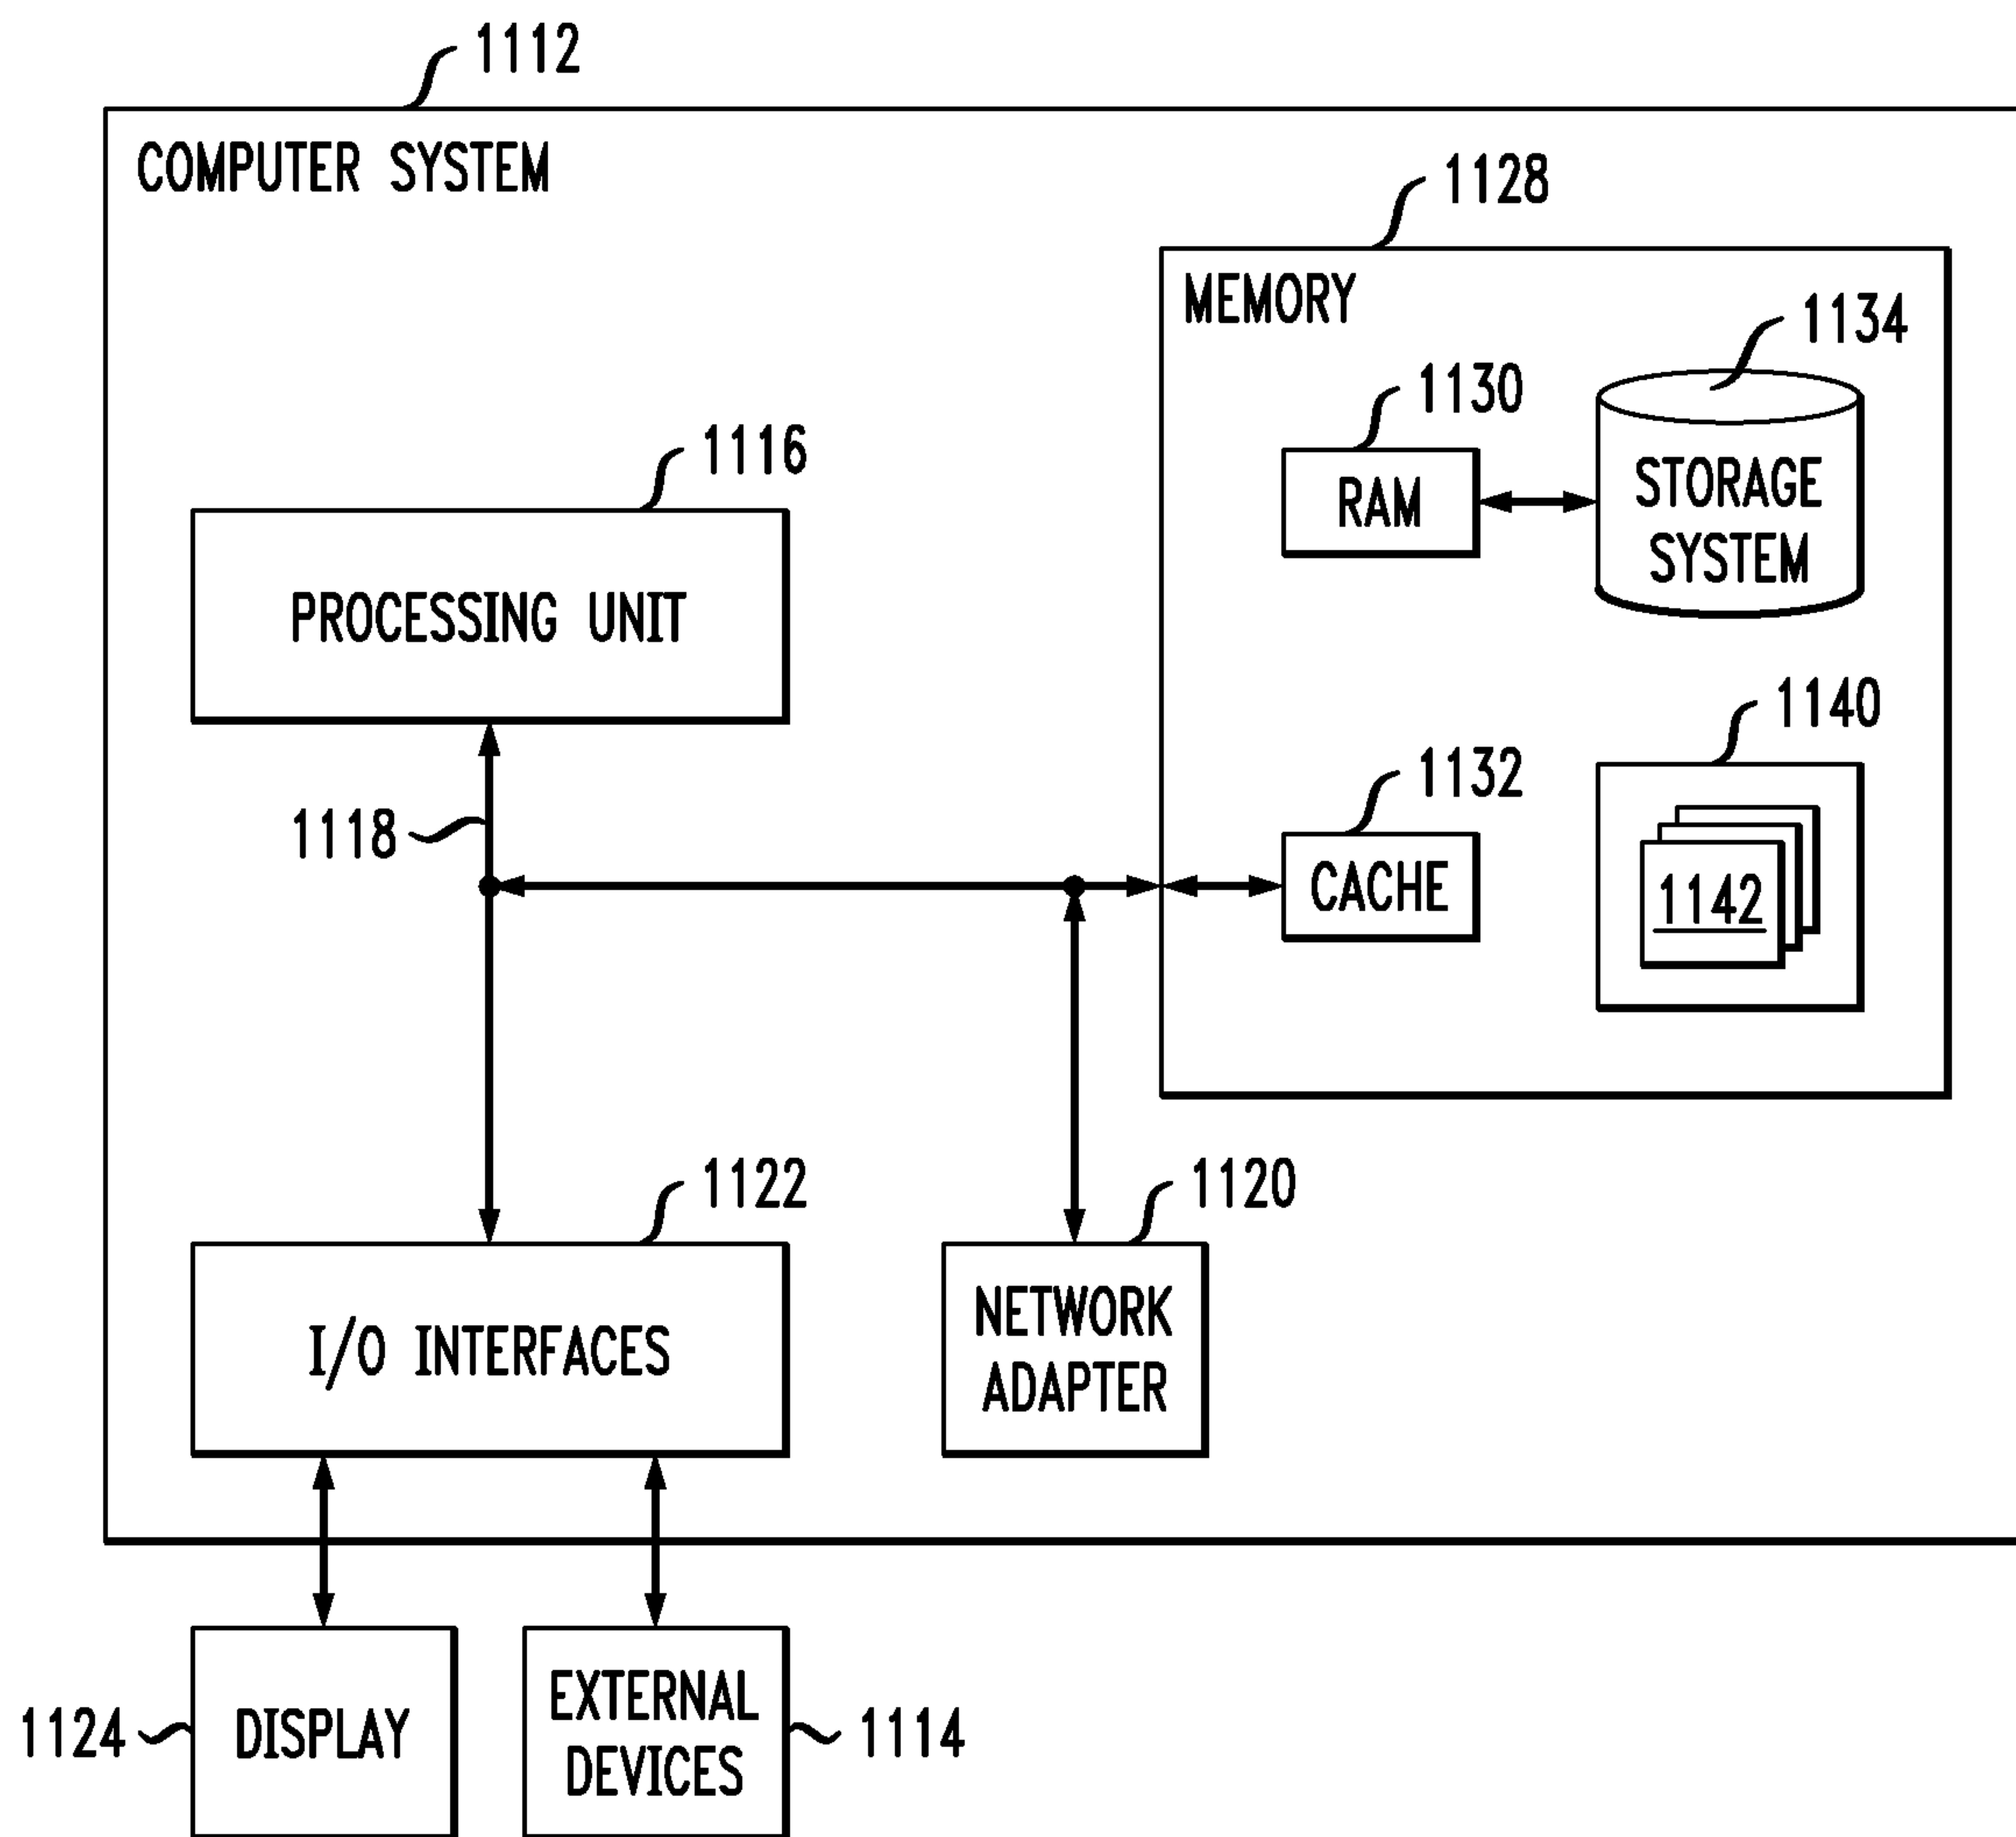 1112
COMPUTER SYSTEM
1128
MEMORY
1134
1130
RAM
STORAGE
SYSTEM
1116
PROCESSING UNIT
1140
1132
CACHE
1142
1118
1122
I/O INTERFACES
1120
NETWORK
ADAPTER
1124
DISPLAY
EXTERNAL
DEVICES
1114